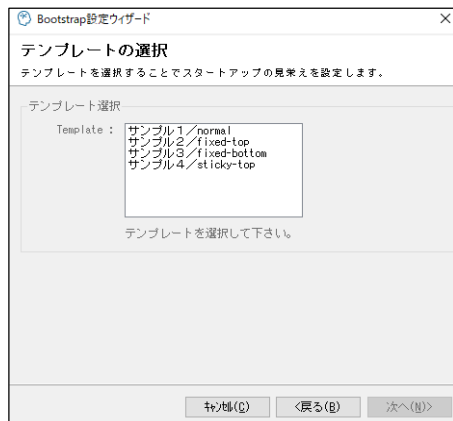 Bootstrap設定ウィザード
テンプレートの選択
テンプレートを選択することでスタートアップの見栄えを設定します。
テンプレート選択
Template :
サンプル1/normal
サンプル2/fixed-top
サンプル3/fixed-bottom
サンプル4/sticky-top
テンプレートを選択して下さい。
キャンセル(C) <戻る(B) 次へ(N)>